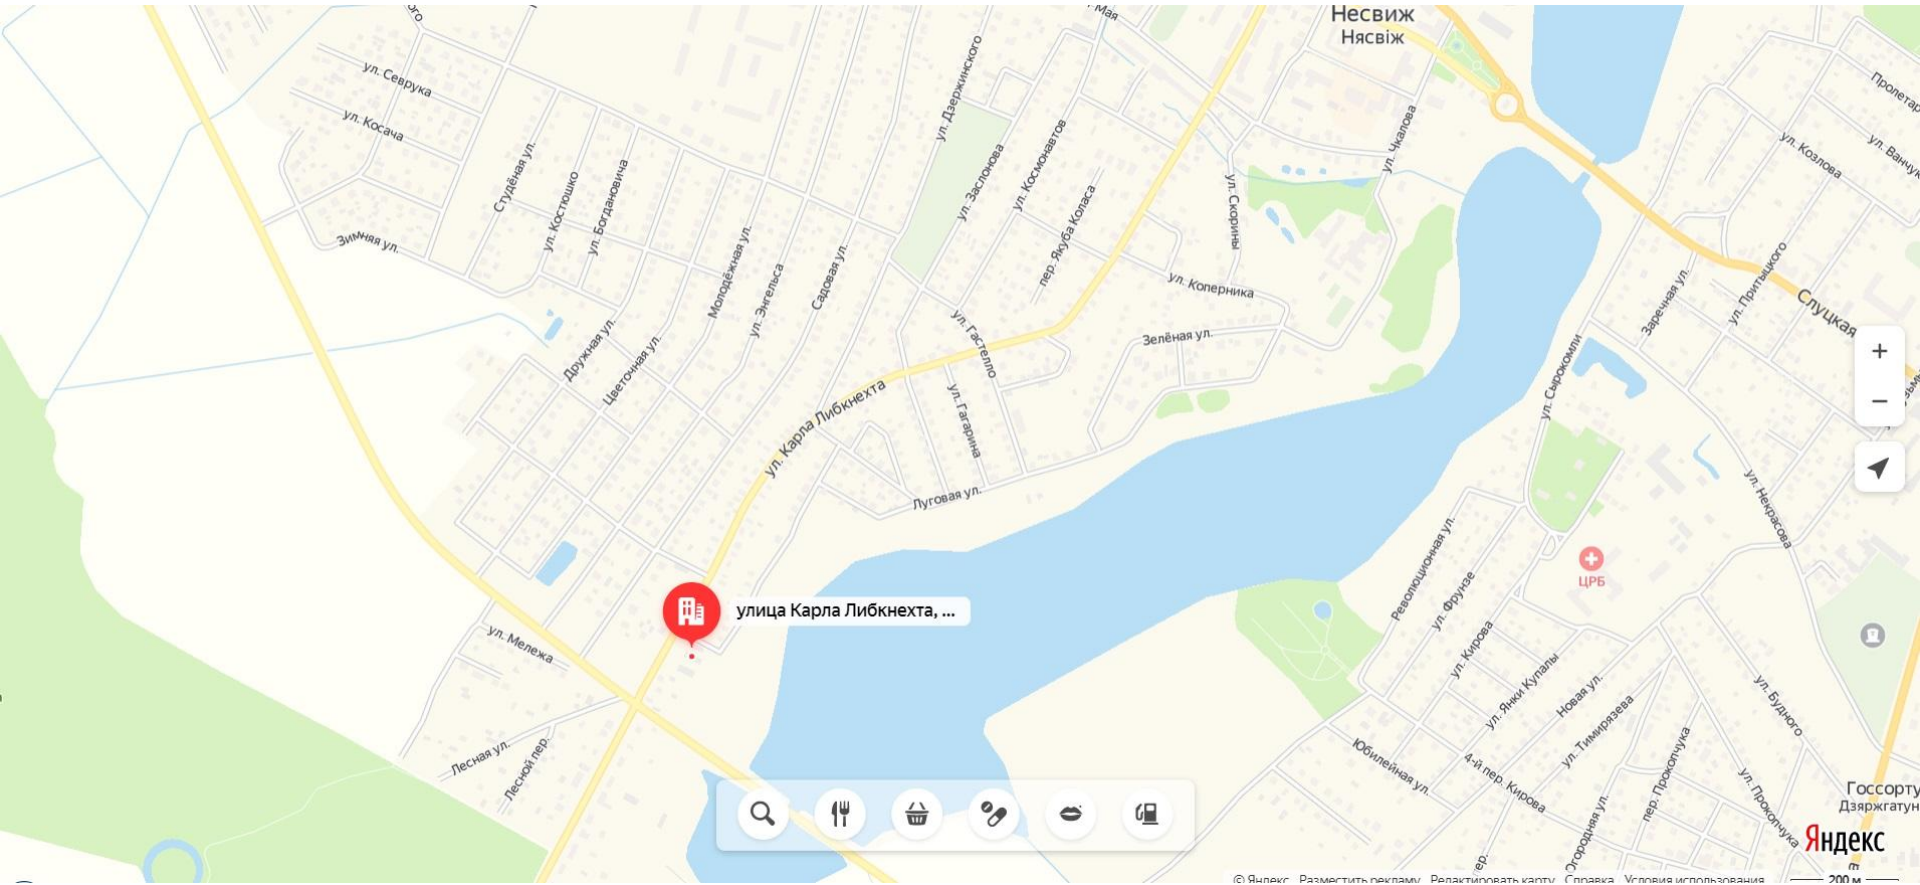 Мая
Несвиж
Нясвіж
ул. Севрука
ул. Косача
Студёная ул.
ул. Костюшко
ул. Богдановича
Зимняя ул.
Дружная ул.
Цветочная ул.
Молодёжная ул.
ул. Энгельса
Садовая ул.
ул. Дзержинского
ул. Заслонова
ул. Космонавтов
пер. Якуба Коласа
ул. Скорины
ул. Чкалова
ул. Коперника
Зелёная ул.
ул. Гастелло
ул. Гагарина
ул. Карла Либкнехта
Луговая ул.
ул. Козлова
ул. Притыцкого
Заречная ул.
Слуцкая
ул. Сырокомли
ул. Некрасова
ЦРБ
Революционная ул.
ул. Фрунзе
ул. Кирова
ул. Янки Купалы
Новая ул.
ул. Тимирязева
пер. Прокопчука
ул. Прокопчука
ул. Будного
Юбилейная ул.
4-й пер. Кирова
Огородняя ул.
улица Карла Либкнехта, ...
ул. Мележа
Лесная ул.
Лесной пер.
Госсорту
Дзяржгатун
Яндекс
© Яндекс Разместить рекламу Редактировать карту Справка Условия использования 200 м